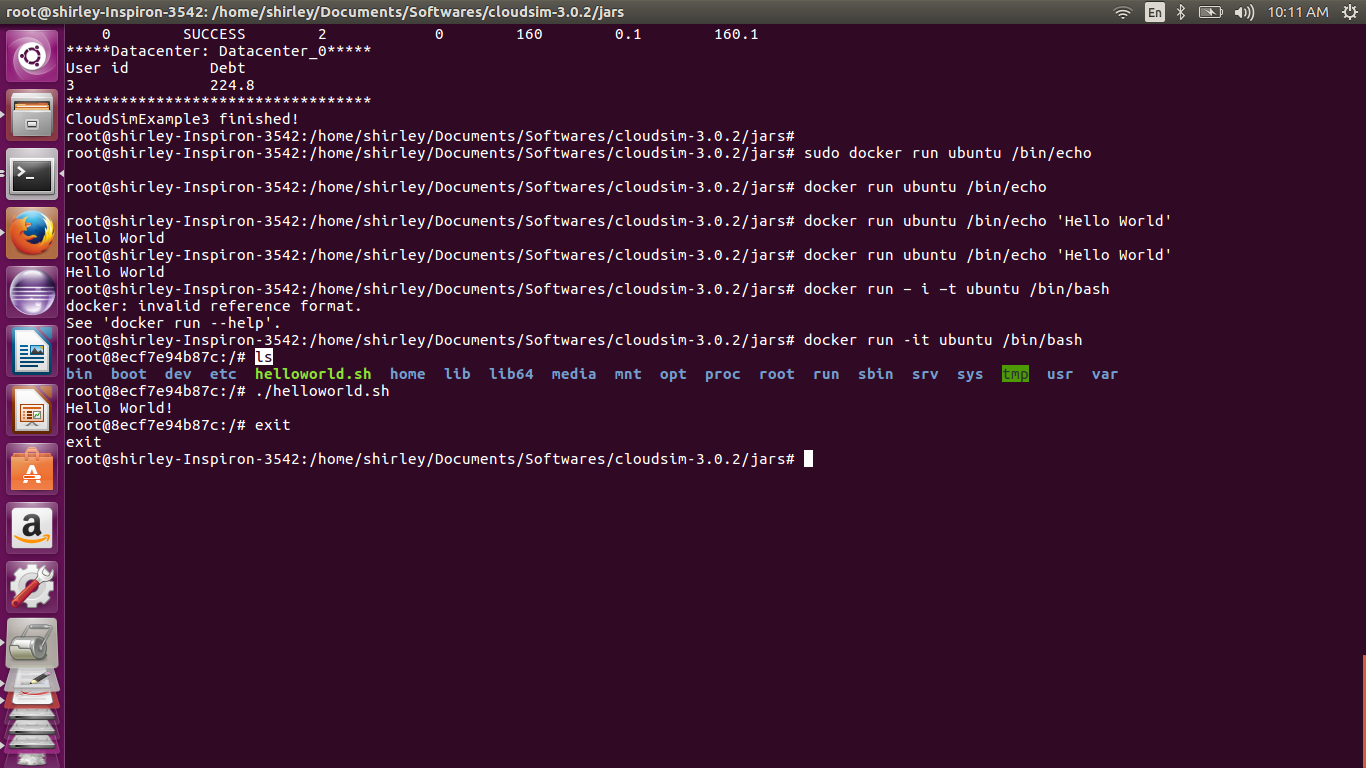 root@shirley-Inspiron-3542: /home/shirley/Documents/Softwares/cloudsim-3.0.2/jars
En
10:11 AM
0 SUCCESS 2 0 160 0.1 160.1
*****Datacenter: Datacenter_0*****
User id Debt
3 224.8
**********************************
CloudSimExample3 finished!
root@shirley-Inspiron-3542:/home/shirley/Documents/Softwares/cloudsim-3.0.2/jars#
root@shirley-Inspiron-3542:/home/shirley/Documents/Softwares/cloudsim-3.0.2/jars# sudo docker run ubuntu /bin/echo
root@shirley-Inspiron-3542:/home/shirley/Documents/Softwares/cloudsim-3.0.2/jars# docker run ubuntu /bin/echo
root@shirley-Inspiron-3542:/home/shirley/Documents/Softwares/cloudsim-3.0.2/jars# docker run ubuntu /bin/echo 'Hello World'
Hello World
root@shirley-Inspiron-3542:/home/shirley/Documents/Softwares/cloudsim-3.0.2/jars# docker run ubuntu /bin/echo 'Hello World'
Hello World
root@shirley-Inspiron-3542:/home/shirley/Documents/Softwares/cloudsim-3.0.2/jars# docker run – i –t ubuntu /bin/bash
docker: invalid reference format.
See 'docker run --help'.
root@shirley-Inspiron-3542:/home/shirley/Documents/Softwares/cloudsim-3.0.2/jars# docker run -it ubuntu /bin/bash
root@8ecf7e94b87c:/# ls
bin boot dev etc helloworld.sh home lib lib64 media mnt opt proc root run sbin srv sys tmp usr var
root@8ecf7e94b87c:/# ./helloworld.sh
Hello World!
root@8ecf7e94b87c:/# exit
exit
root@shirley-Inspiron-3542:/home/shirley/Documents/Softwares/cloudsim-3.0.2/jars#